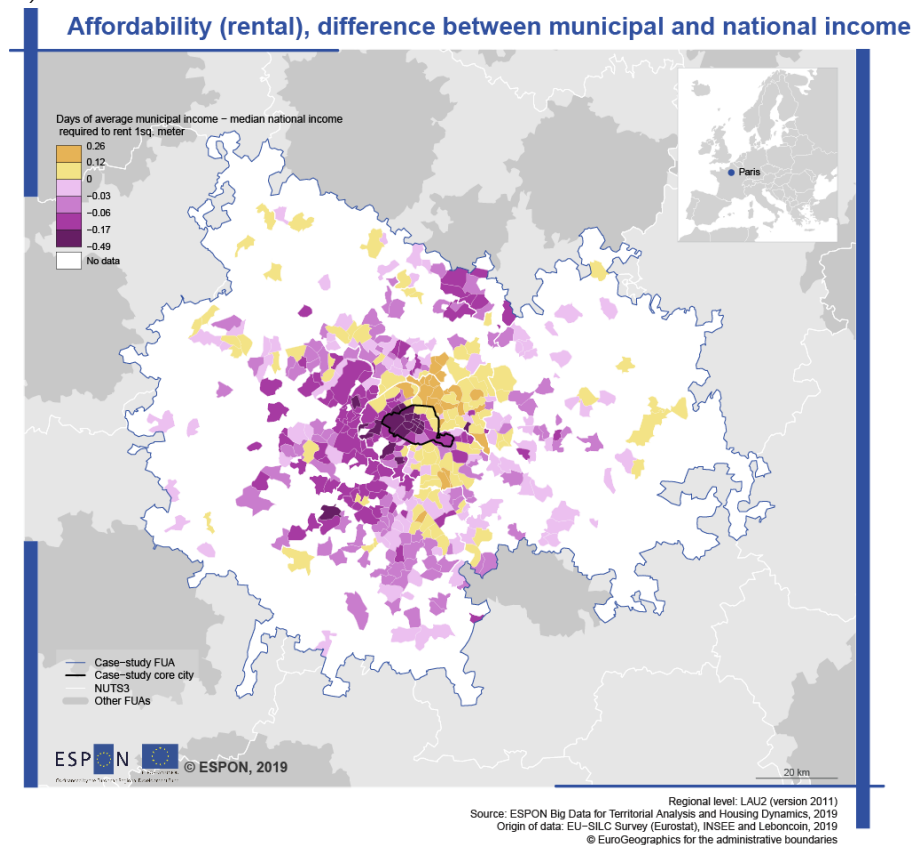 Affordability (rental), difference between municipal and national income
Days of average municipal income − median national income
required to rent 1sq. meter
0.26
0.12
0
−0.03
−0.06
−0.17
−0.49
No data
Paris
Case−study FUA
Case−study core city
NUTS3
Other FUAs
ESPON
© ESPON, 2019
20 km
Regional level: LAU2 (version 2011)
Source: ESPON Big Data for Territorial Analysis and Housing Dynamics, 2019
Origin of data: EU−SILC Survey (Eurostat), INSEE and Leboncoin, 2019
© EuroGeographics for the administrative boundaries